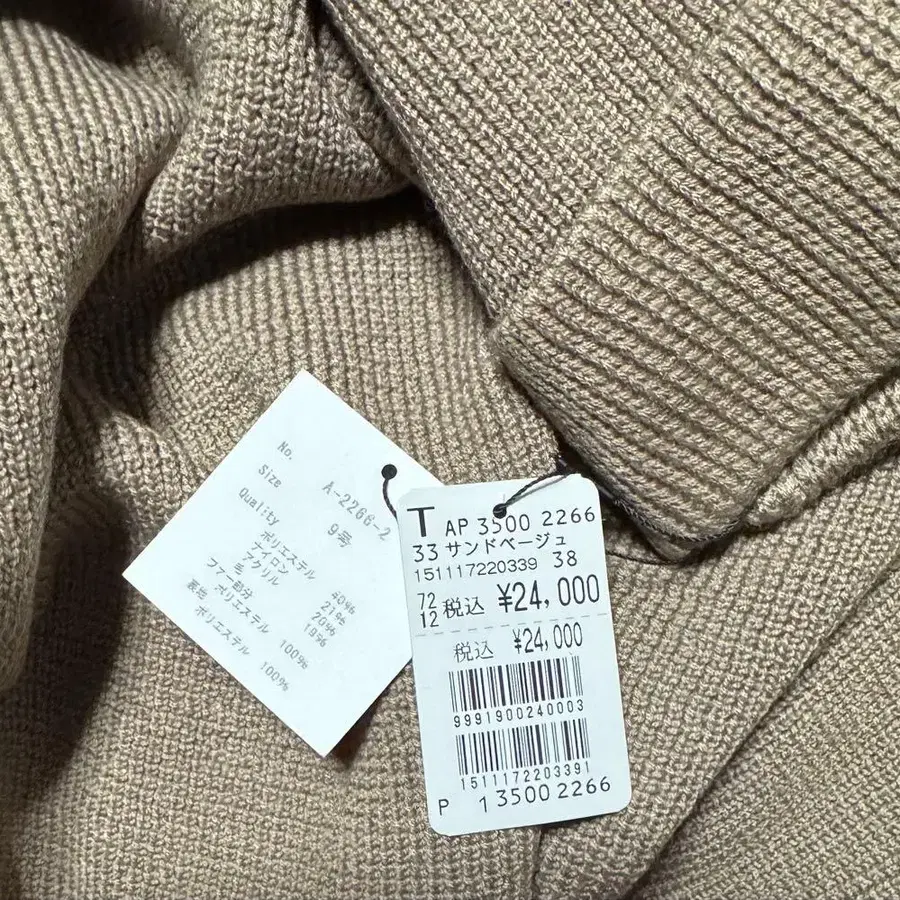 No. A-2266-2
Size 9号
Quality
ポリエステル 40%
ナイロン 21%
アクリル 20%
毛 19%
ファー部分
ポリエステル 100%
裏地
ポリエステル 100%
T AP 3500 2266
33 サンドベージュ
151117220339 38
72
12 税込 ¥24,000
税込 ¥24,000
9991900240003
1511172203391
P 1 3500 2266